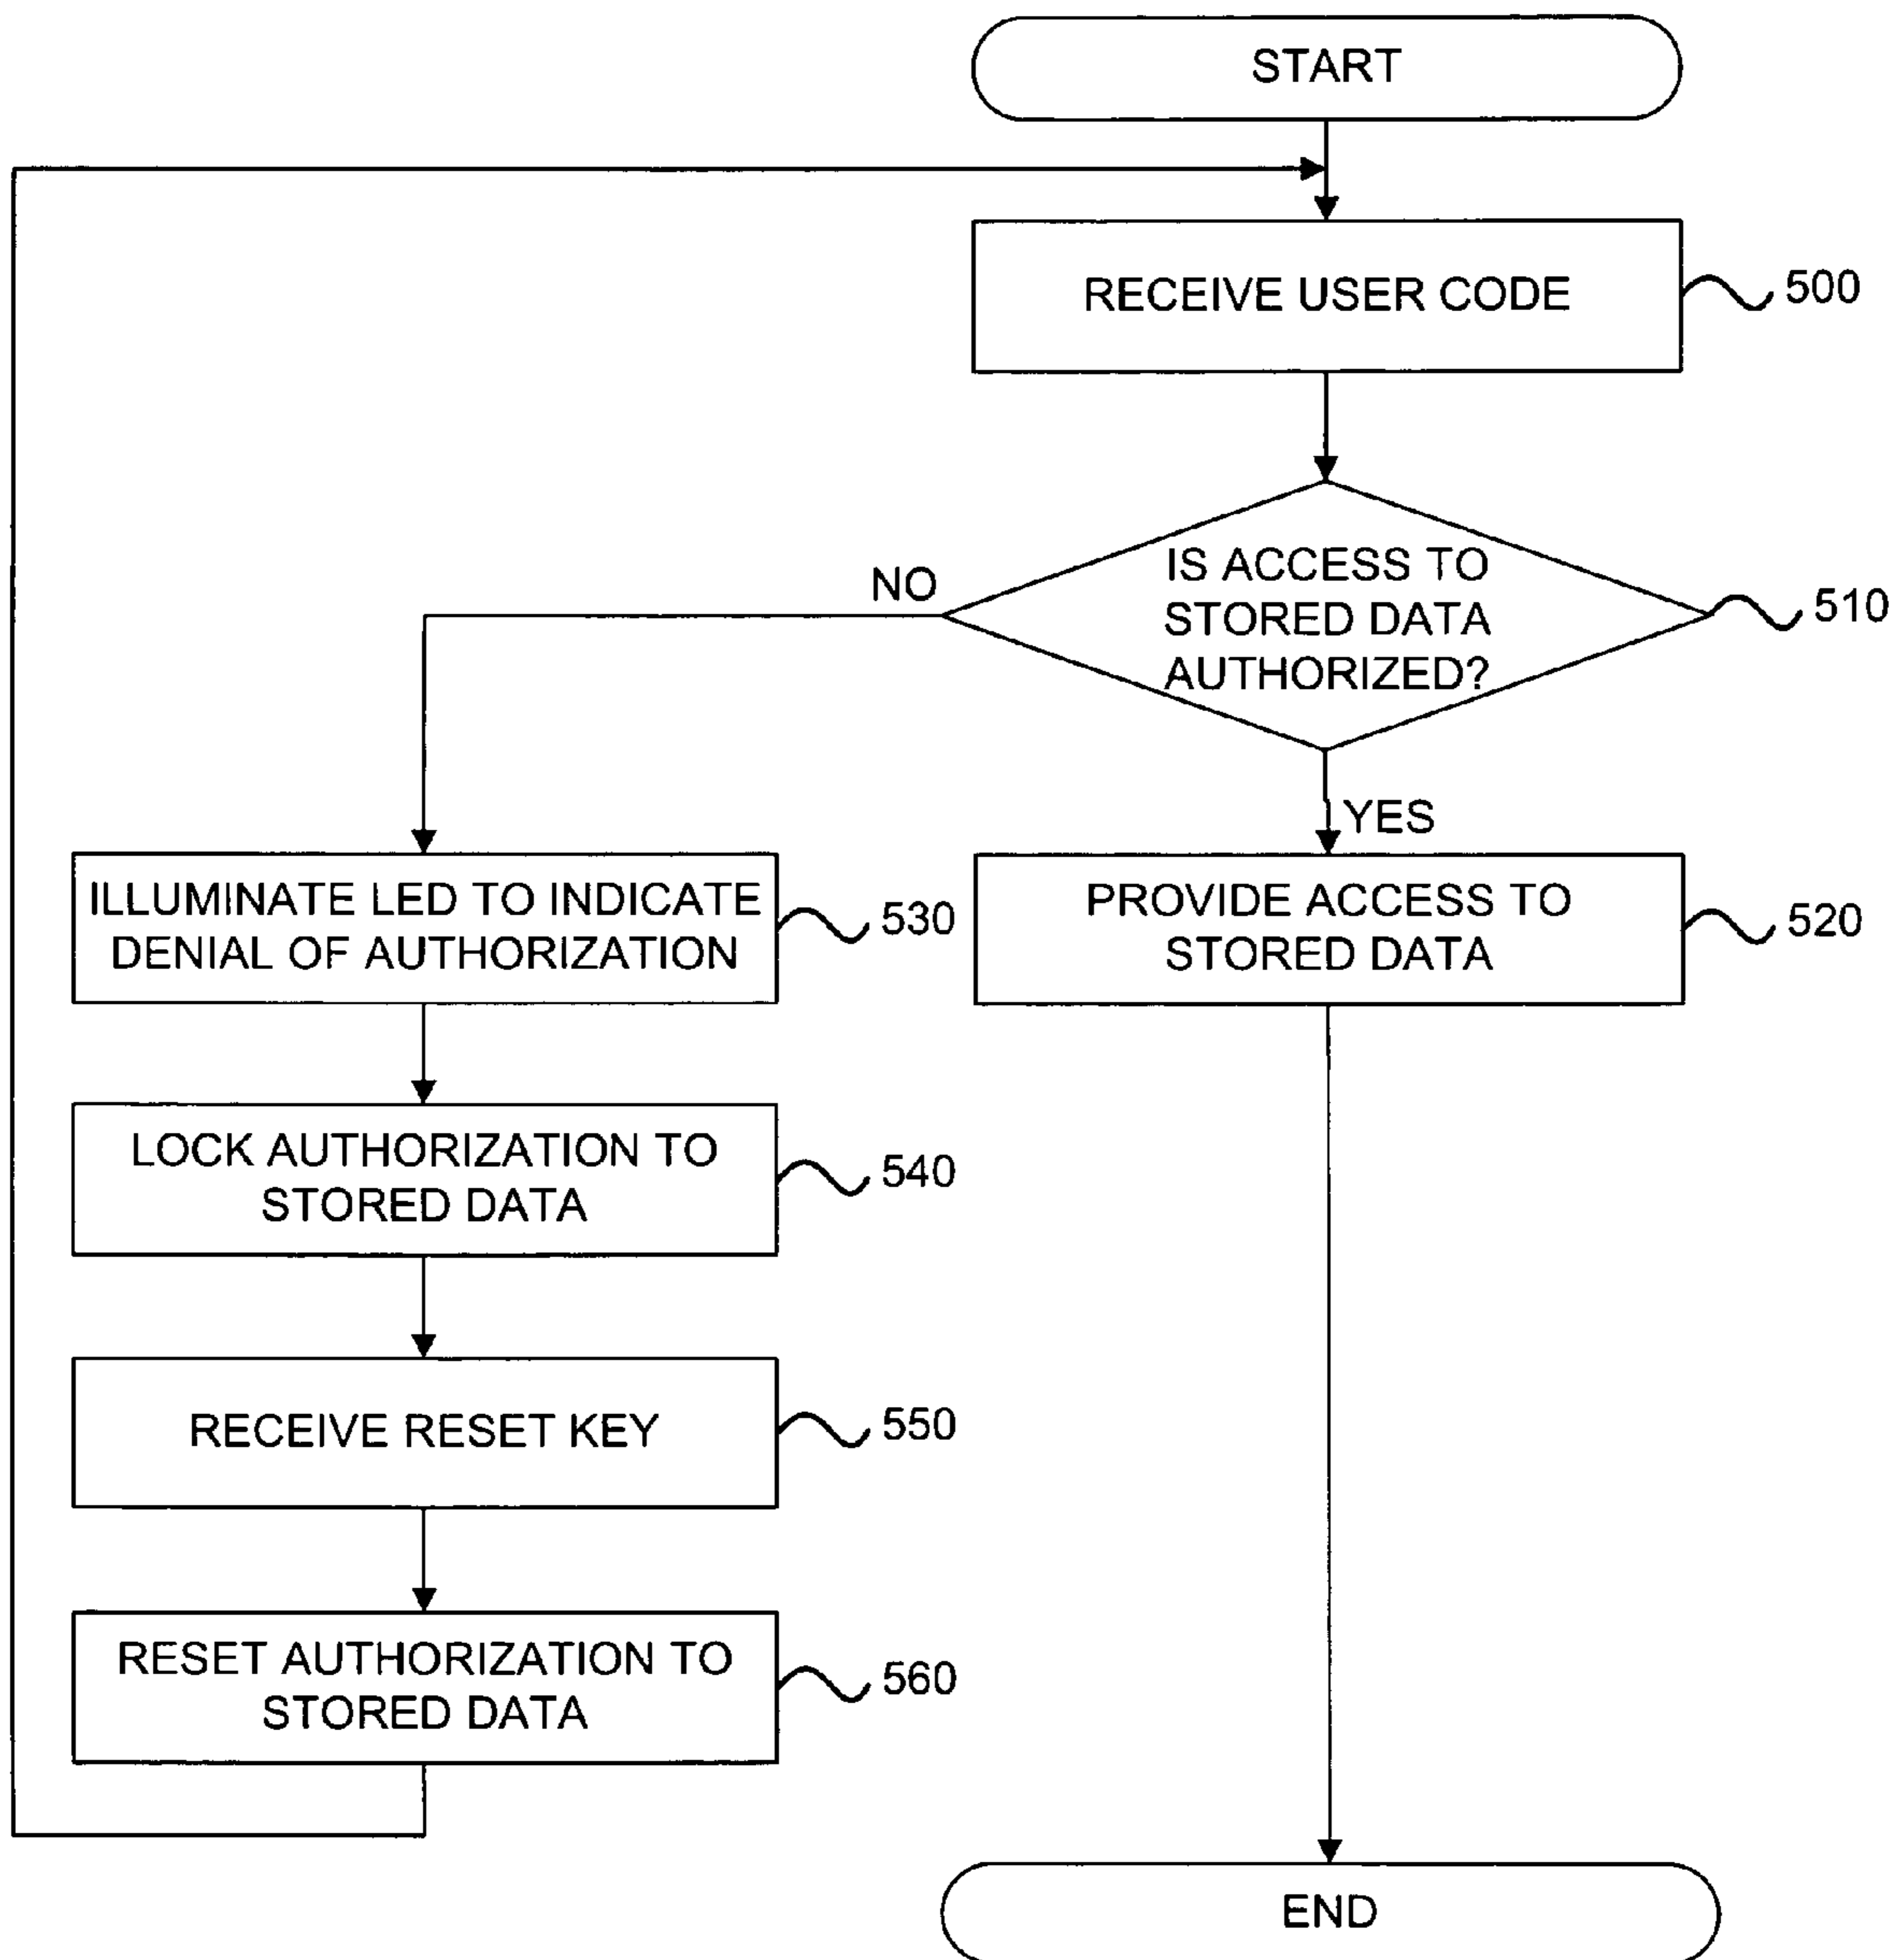 START
RECEIVE USER CODE
500
IS ACCESS TO
STORED DATA
AUTHORIZED?
510
NO
YES
ILLUMINATE LED TO INDICATE
DENIAL OF AUTHORIZATION
530
PROVIDE ACCESS TO
STORED DATA
520
LOCK AUTHORIZATION TO
STORED DATA
540
RECEIVE RESET KEY
550
RESET AUTHORIZATION TO
STORED DATA
560
END